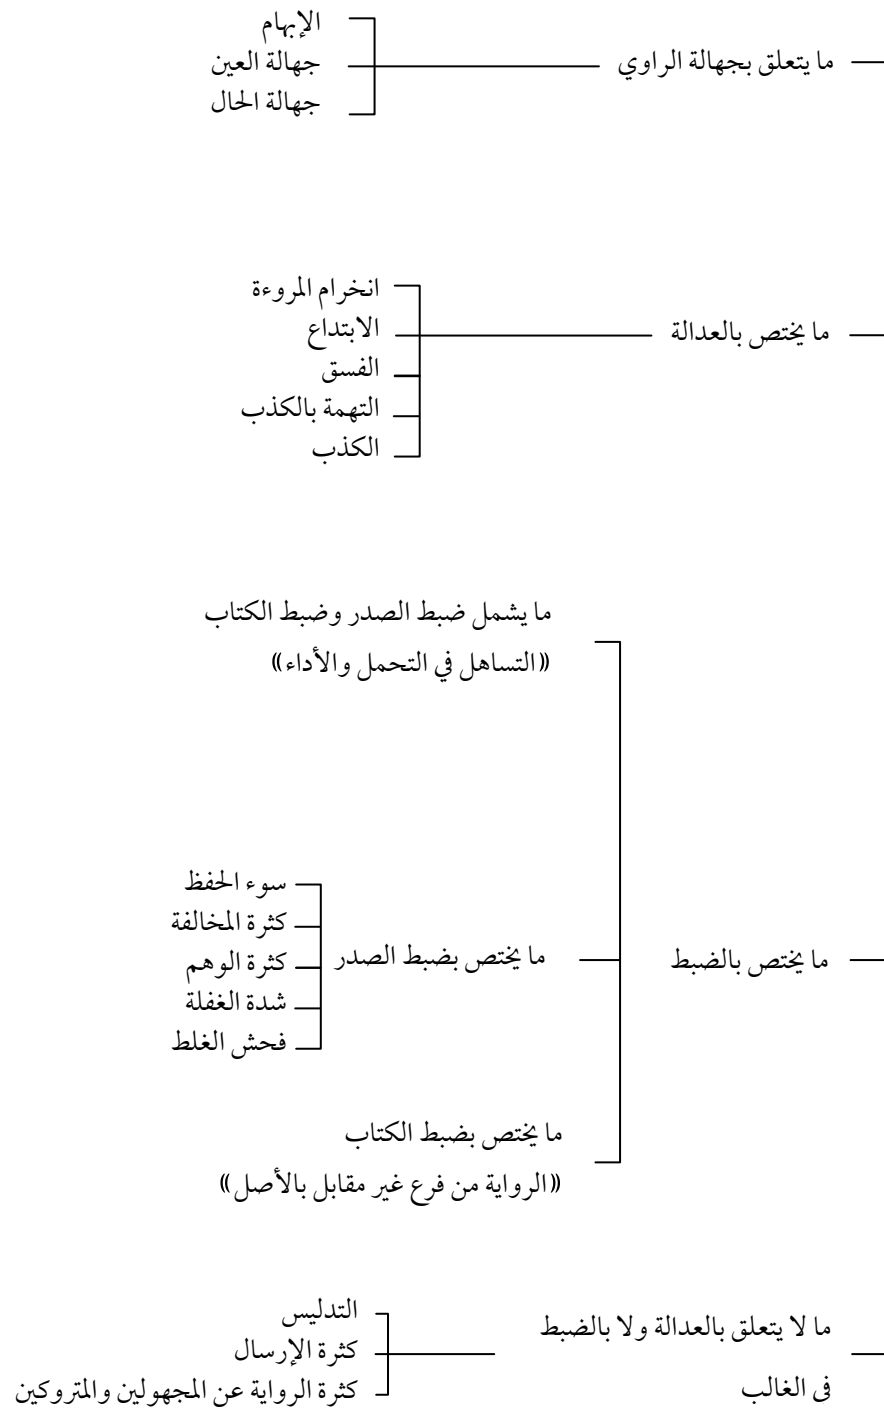 ما يتعلق بجهالة الراوي
الإبهام
جهالة العين
جهالة الحال
ما يختص بالعدالة
انخرام المروءة
الابتداع
الفسق
التهمة بالكذب
الكذب
ما يختص بالضبط
ما يشمل ضبط الصدر وضبط الكتاب
((التساهل في التحمل والأداء))
ما يختص بضبط الصدر
سوء الحفظ
كثرة المخالفة
كثرة الوهم
شدة الغفلة
فحش الغلط
ما يختص بضبط الكتاب
((الرواية من فرع غير مقابل بالأصل))
ما لا يتعلق بالعدالة ولا بالضبط
فى الغالب
التدليس
كثرة الإرسال
كثرة الرواية عن المجهولين والمتروكين